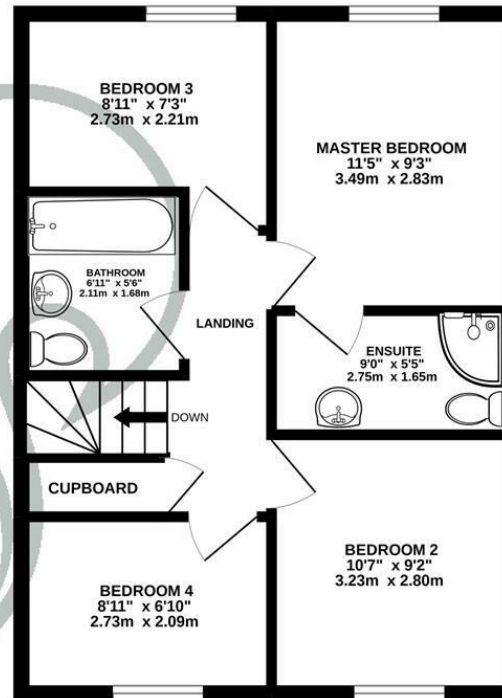 BEDROOM 3
8'11" x 7'3"
2.73m x 2.21m
MASTER BEDROOM
11'5" x 9'3"
3.49m x 2.83m
BATHROOM
6'11" x 5'6"
2.11m x 1.68m
LANDING
ENSUITE
9'0" x 5'5"
2.75m x 1.65m
DOWN
CUPBOARD
BEDROOM 4
8'11" x 6'10"
2.73m x 2.09m
BEDROOM 2
10'7" x 9'2"
3.23m x 2.80m